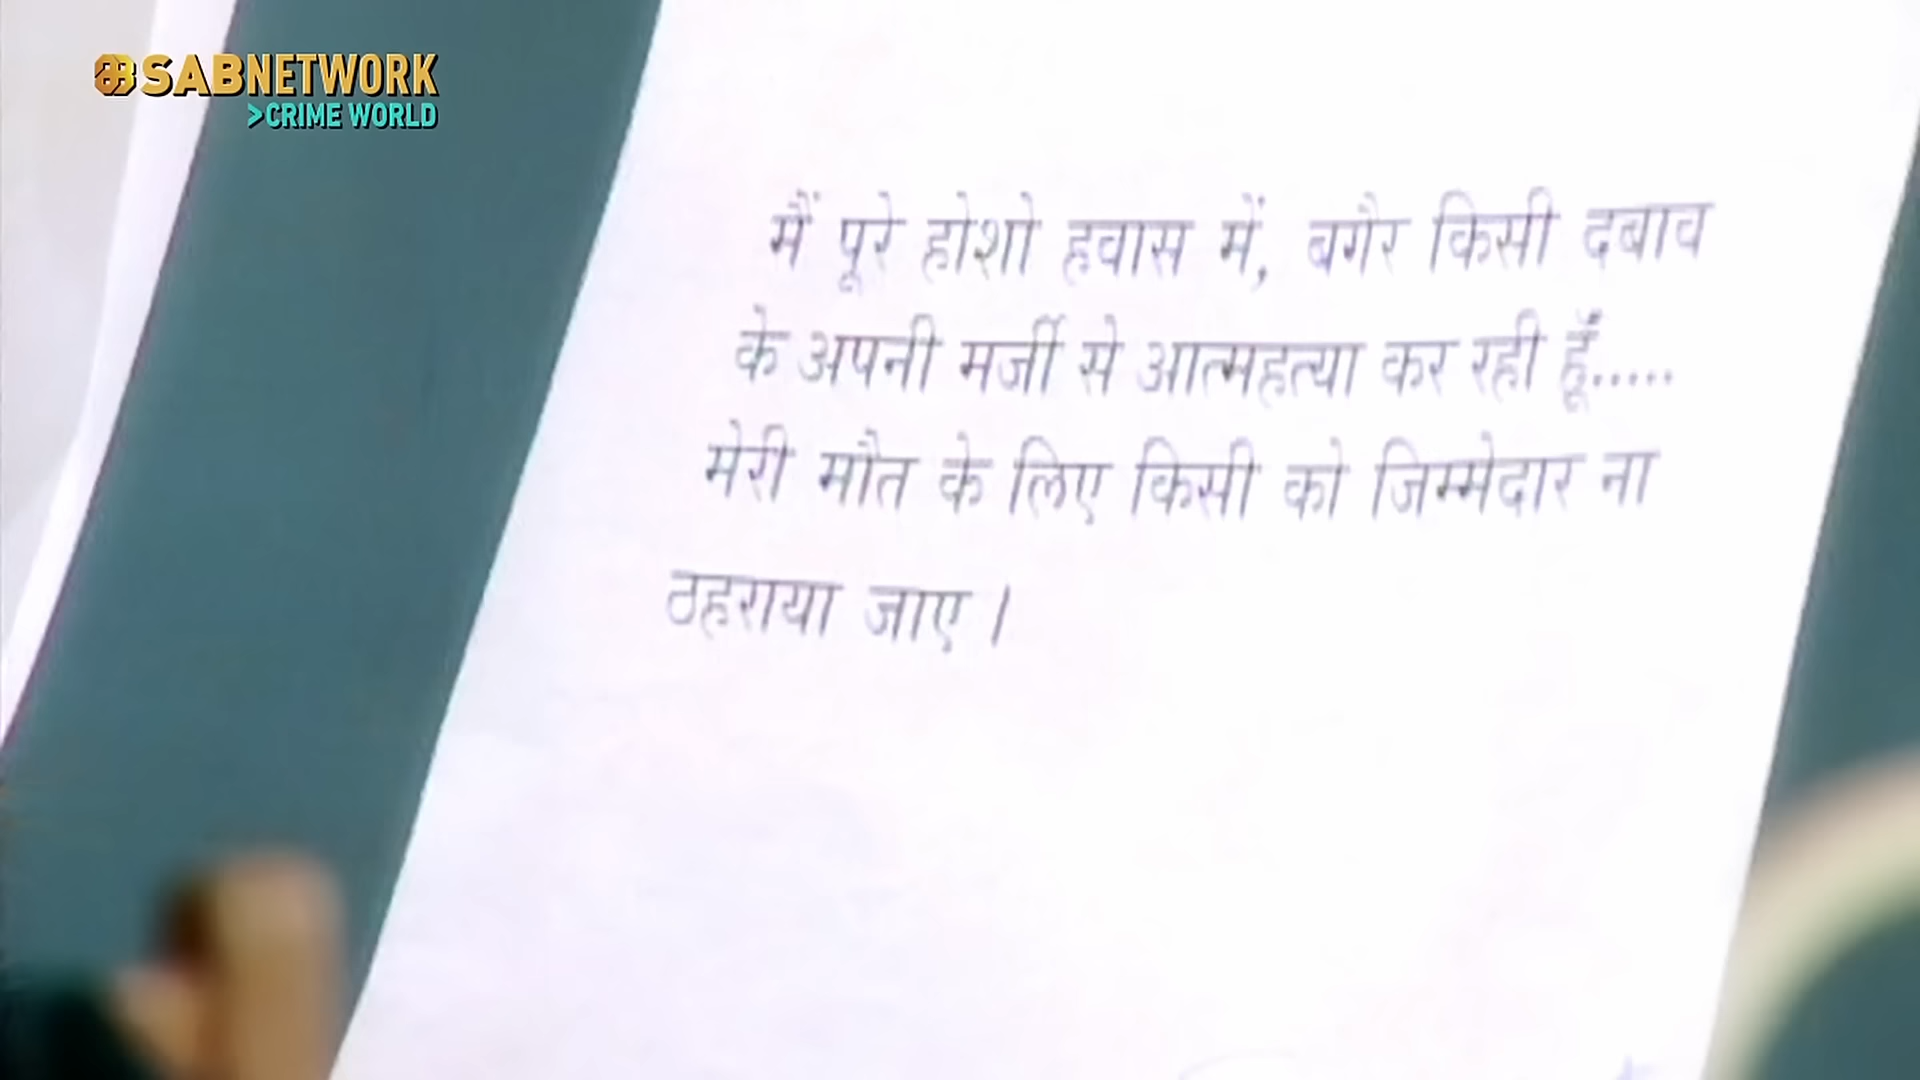 SABNETWORK
>CRIME WORLD
मैं पूरे होशो हवास में, बगैर किसी दबाव
के अपनी मर्जी से आत्महत्या कर रही हूँ.....
मेरी मौत के लिए किसी को जिम्मेदार ना
ठहराया जाए।